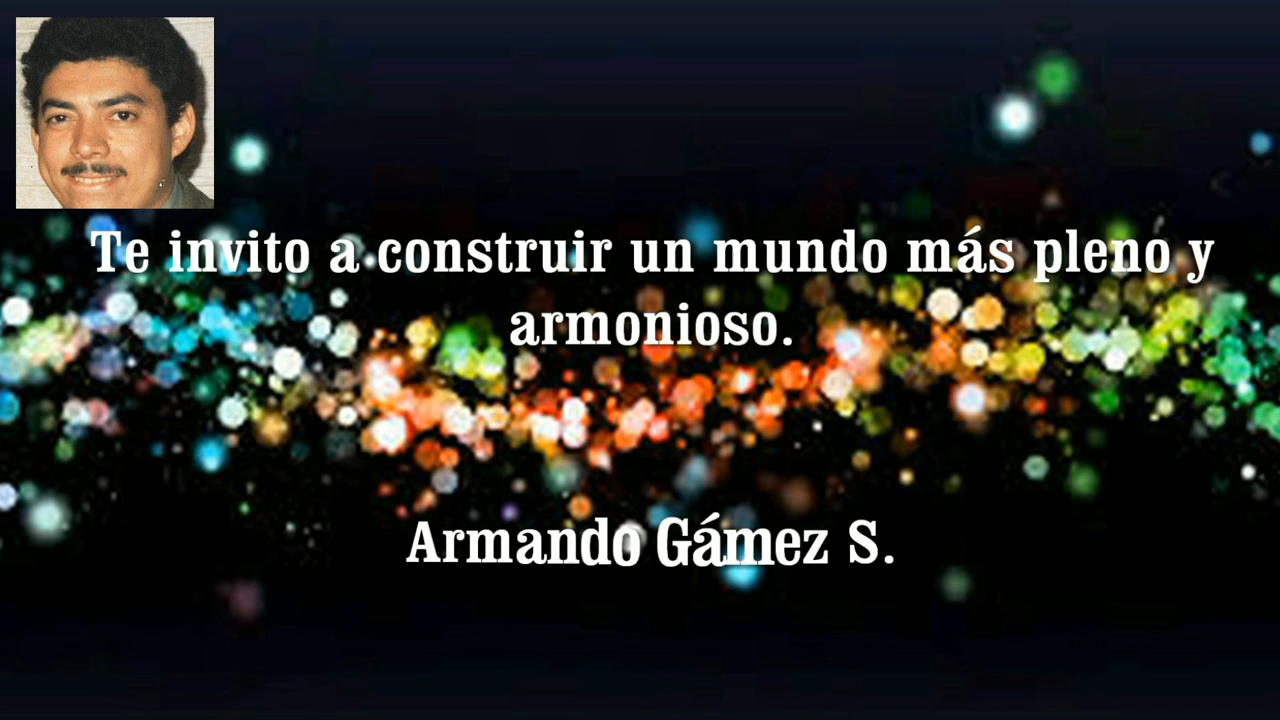 Te invito a construir un mundo más pleno y
armonioso.
Armando Gámez S.